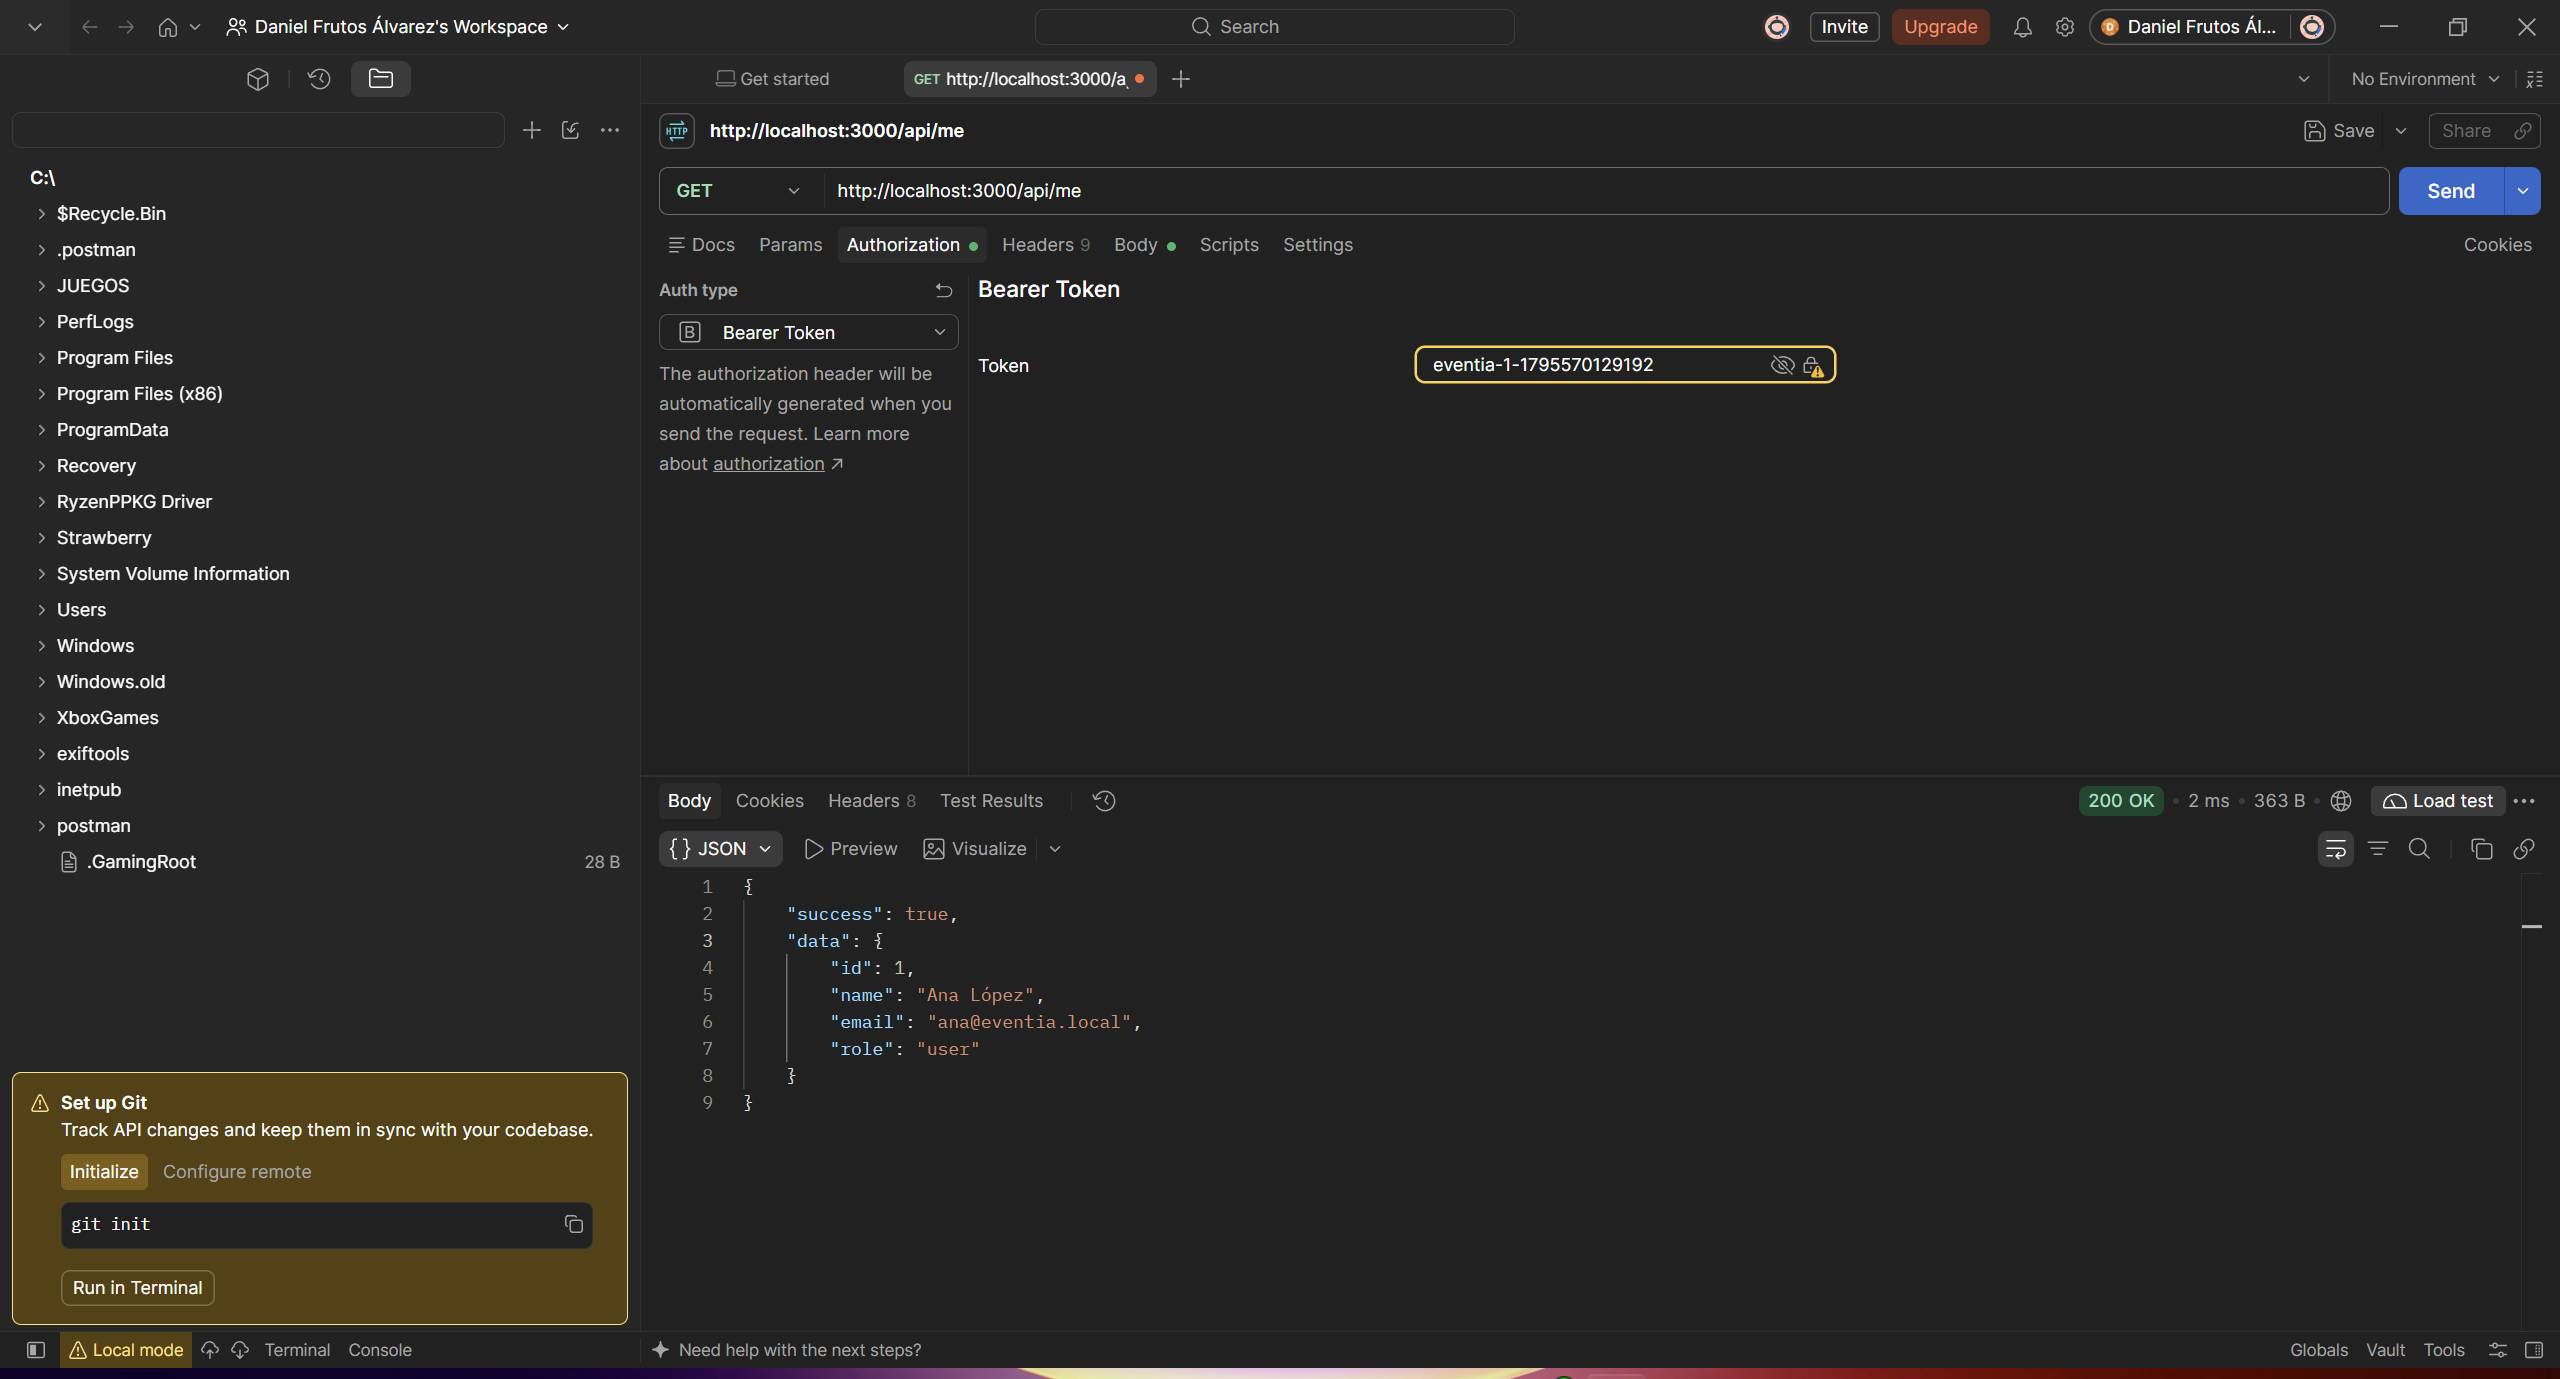 Daniel Frutos Álvarez's Workspace
Search
Invite
Upgrade
D
Daniel Frutos Ál...
Get started
GET http://localhost:3000/a
No Environment
HTTP
http://localhost:3000/api/me
Save
Share
GET
http://localhost:3000/api/me
Send
Docs
Params
Authorization
Headers 9
Body
Scripts
Settings
Cookies
Auth type
B
Bearer Token
The authorization header will be
automatically generated when you
send the request. Learn more
about authorization
Bearer Token
Token
eventia-1-1795570129192
C:\
$Recycle.Bin
.postman
JUEGOS
PerfLogs
Program Files
Program Files (x86)
ProgramData
Recovery
RyzenPPKG Driver
Strawberry
System Volume Information
Users
Windows
Windows.old
XboxGames
exiftools
inetpub
postman
.GamingRoot 28 B
Body
Cookies
Headers 8
Test Results
200 OK
2 ms
363 B
Load test
{} JSON
Preview
Visualize
1 {
2 "success": true,
3 "data": {
4 "id": 1,
5 "name": "Ana López",
6 "email": "ana@eventia.local",
7 "role": "user"
8 }
9 }
Set up Git
Track API changes and keep them in sync with your codebase.
Initialize
Configure remote
git init
Run in Terminal
Local mode
Terminal
Console
Need help with the next steps?
Globals
Vault
Tools